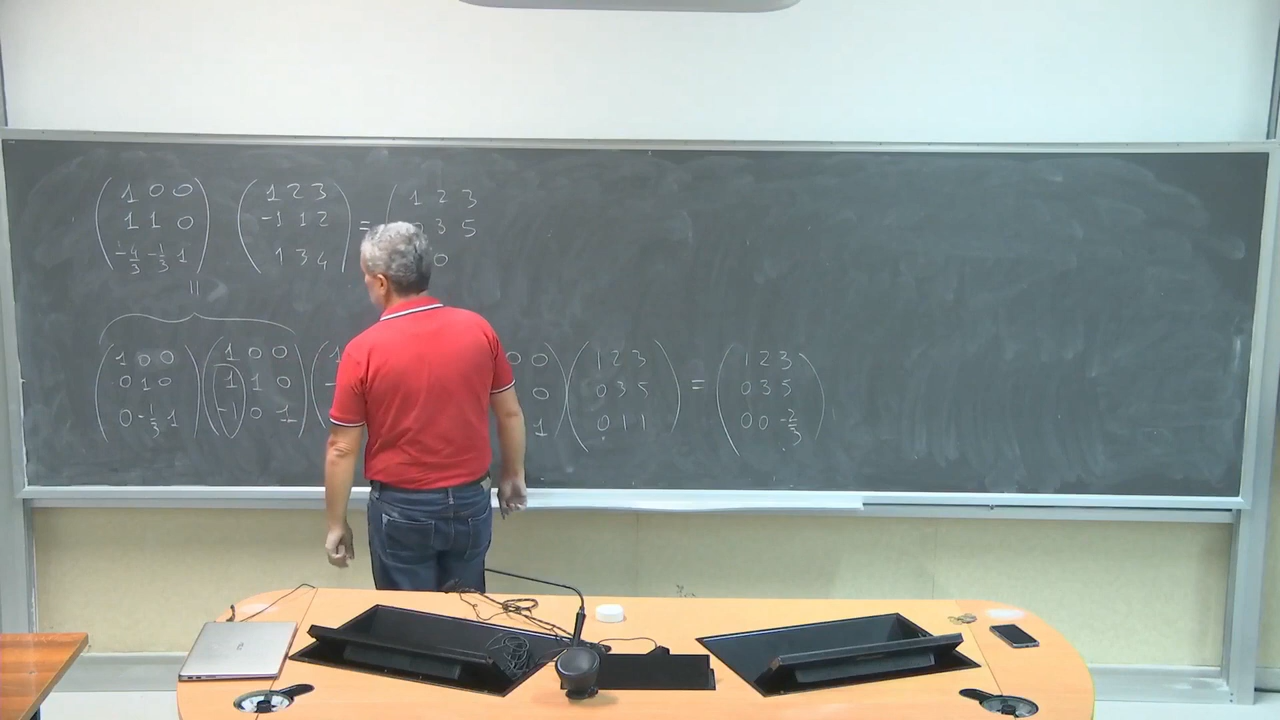 1 0 0 1 2 3 1 2 3
1 1 0 -1 1 2 = 3 5
-4/3 -1/3 1 1 3 4 0
=
1 0 0 1 0 0 1 0 0 1 2 3 = 1 2 3
0 1 0 1 1 0 0 0 3 5 0 3 5
0 -1/3 1 -1 0 1 1 0 1 1 0 0 -2/3